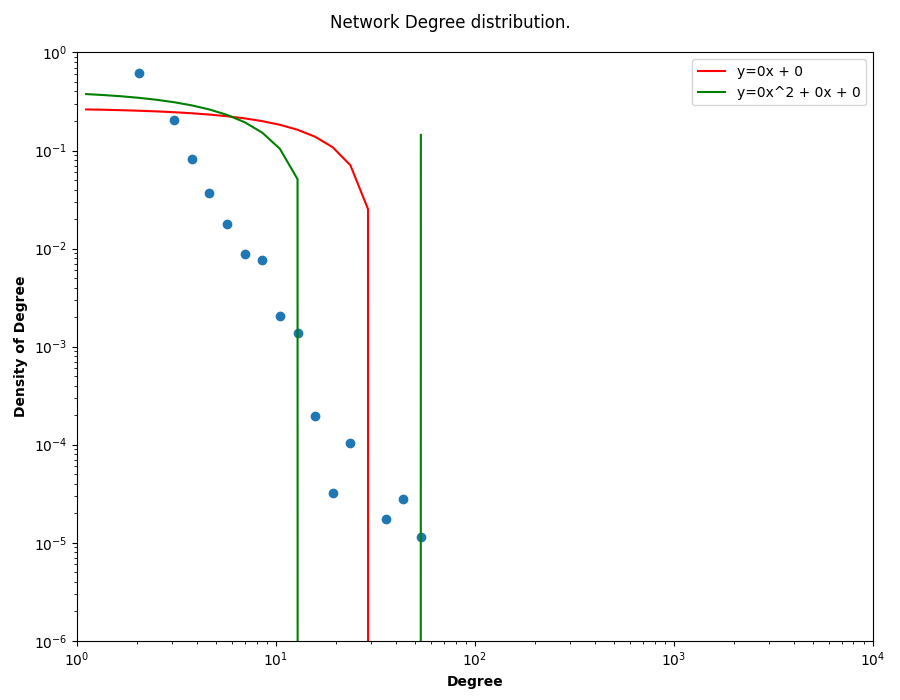 Network Degree distribution.
y=0x + 0
y=0x^2 + 0x + 0
Density of Degree
10^0
10^-1
10^-2
10^-3
10^-4
10^-5
10^-6
10^0
10^1
10^2
10^3
10^4
Degree